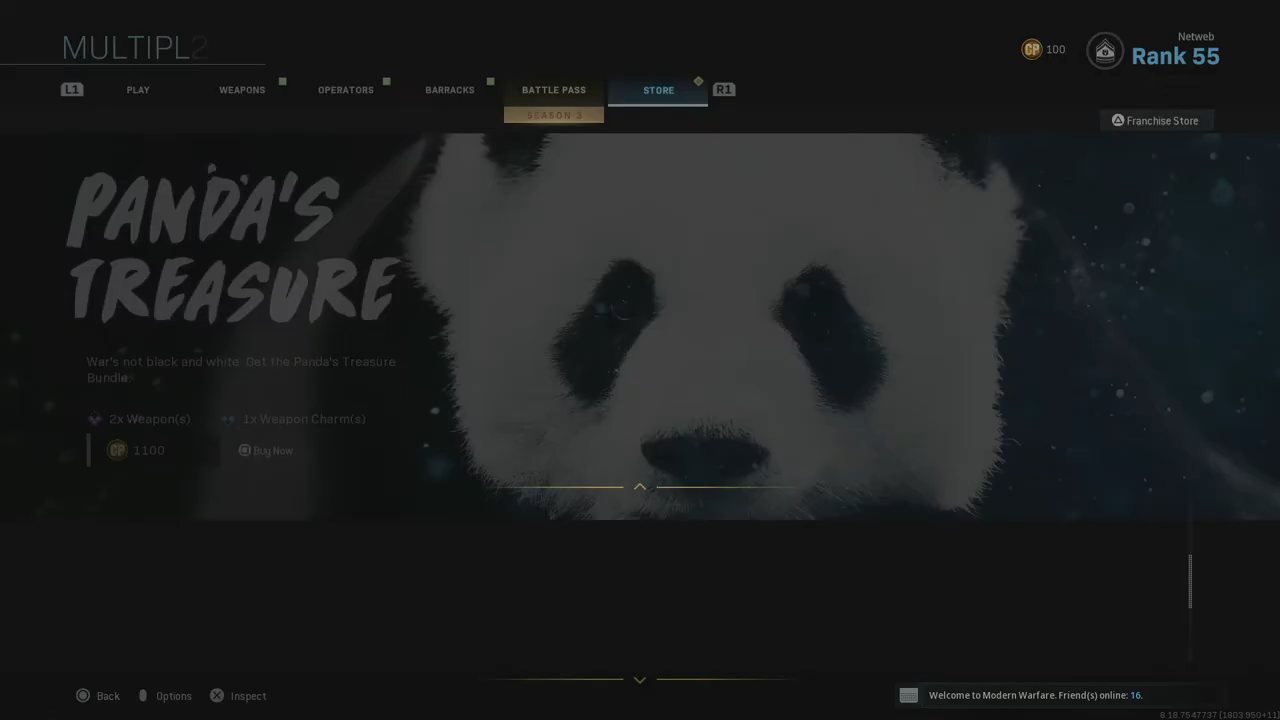 MULTIPL2
CP 100
Netweb
Rank 55
L1
PLAY
WEAPONS
OPERATORS
BARRACKS
BATTLE PASS
STORE
R1
SEASON 3
Franchise Store
PANDA'S
TREASURE
War's not black and white. Get the Panda's Treasure
Bundle.
2x Weapon(s)
1x Weapon Charm(s)
CP 1100
Buy Now
Back
Options
Inspect
Welcome to Modern Warfare. Friend(s) online: 16.